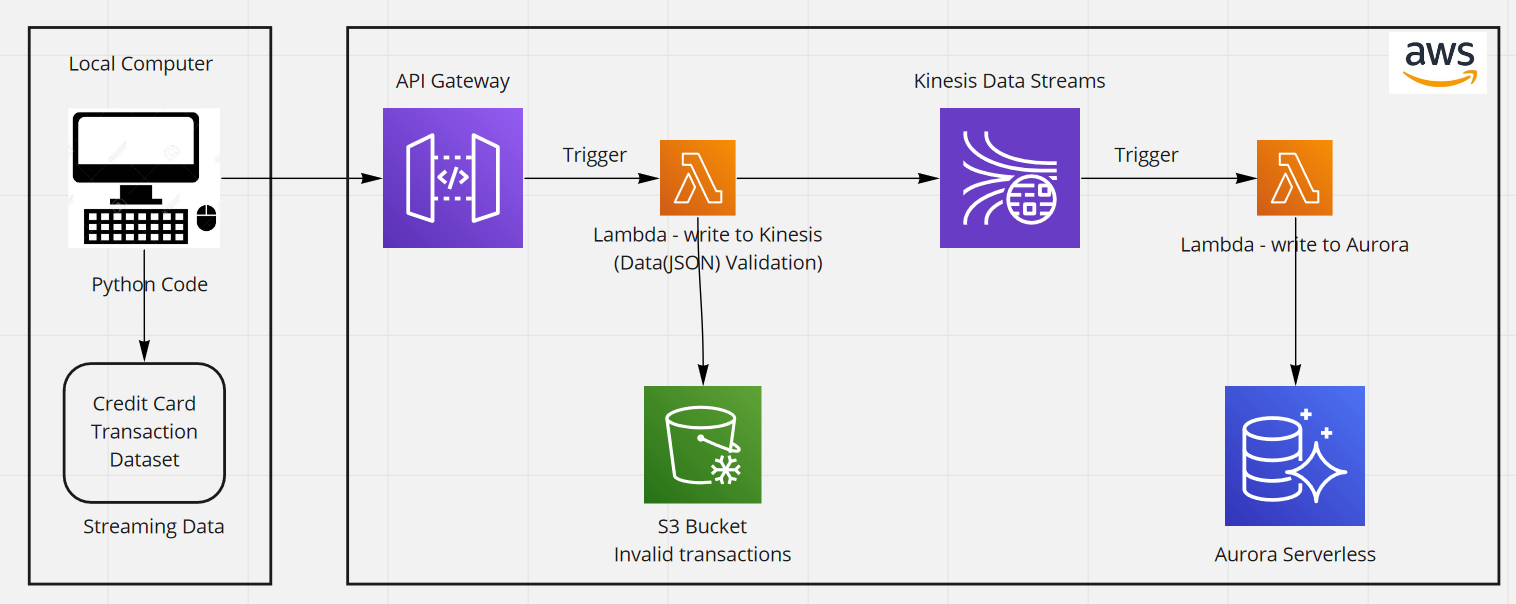 Local Computer
Python Code
Credit Card
Transaction
Dataset
Streaming Data
aws
API Gateway
</>
Trigger
Lambda - write to Kinesis
(Data(JSON) Validation)
S3 Bucket
Invalid transactions
Kinesis Data Streams
Trigger
Lambda - write to Aurora
Aurora Serverless